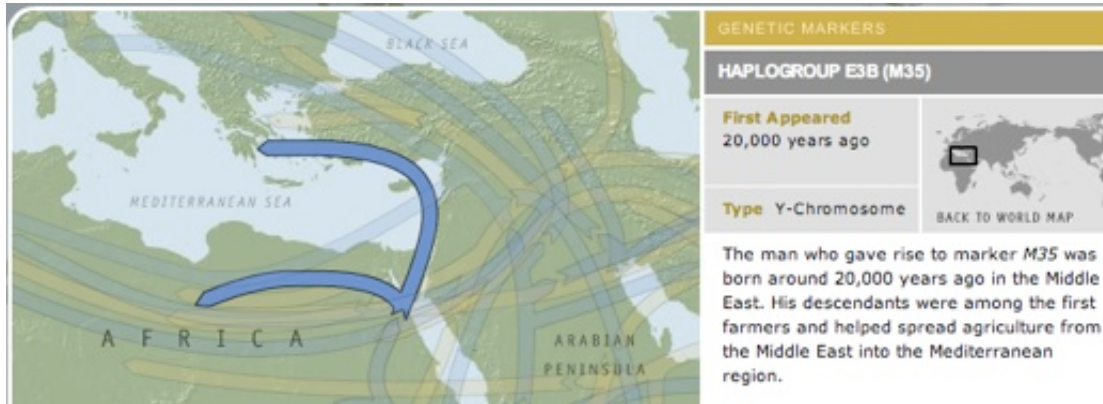 BLACK SEA
MEDITERRANEAN SEA
AFRICA
ARABIAN
PENINSULA
GENETIC MARKERS
HAPLOGROUP E3B (M35)
First Appeared
20,000 years ago
Type Y-Chromosome
BACK TO WORLD MAP
The man who gave rise to marker M35 was
born around 20,000 years ago in the Middle
East. His descendants were among the first
farmers and helped spread agriculture from
the Middle East into the Mediterranean
region.